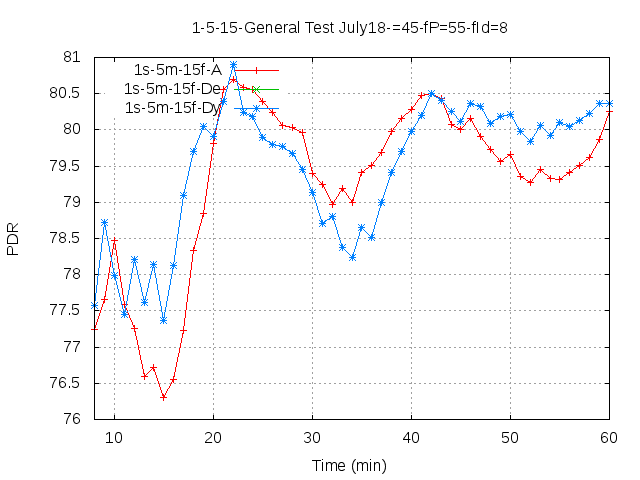 1-5-15-General Test July18-=45-fP=55-fId=8
81
80.5
80
79.5
79
78.5
78
77.5
77
76.5
76
PDR
1s-5m-15f-A
1s-5m-15f-De
1s-5m-15f-Dy
10
20
30
40
50
60
Time (min)